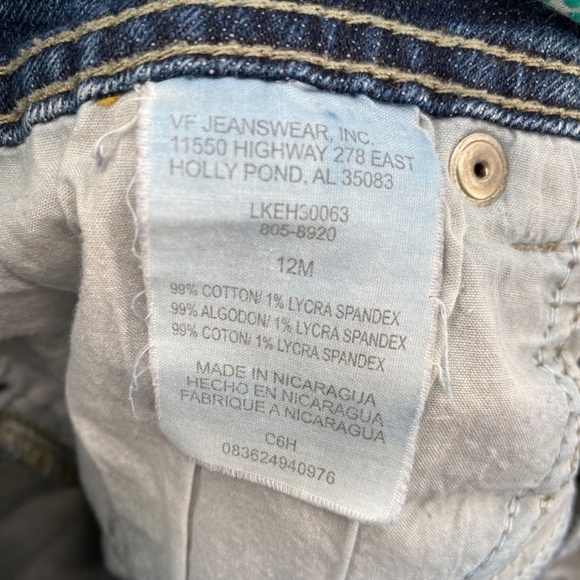 VF JEANSWEAR, INC.
11550 HIGHWAY 278 EAST
HOLLY POND, AL 35083
LKEH30063
805-8920
12M
99% COTTON/ 1% LYCRA SPANDEX
99% ALGODON/ 1% LYCRA SPANDEX
99% COTON/ 1% LYCRA SPANDEX
MADE IN NICARAGUA
HECHO EN NICARAGUA
FABRIQUE A NICARAGUA
C6H
083624940976